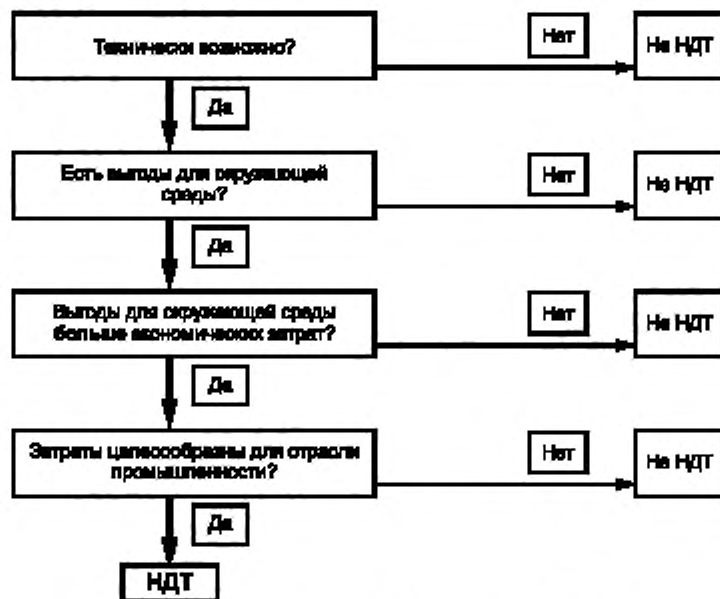 Технически возможно?
Нет
Не НДТ
Да
Есть выгоды для окружающей
среды?
Нет
Не НДТ
Да
Выгоды для окружающей среды
больше экономических затрат?
Нет
Не НДТ
Да
Затраты целесообразны для отрасли
промышленности?
Нет
Не НДТ
Да
НДТ